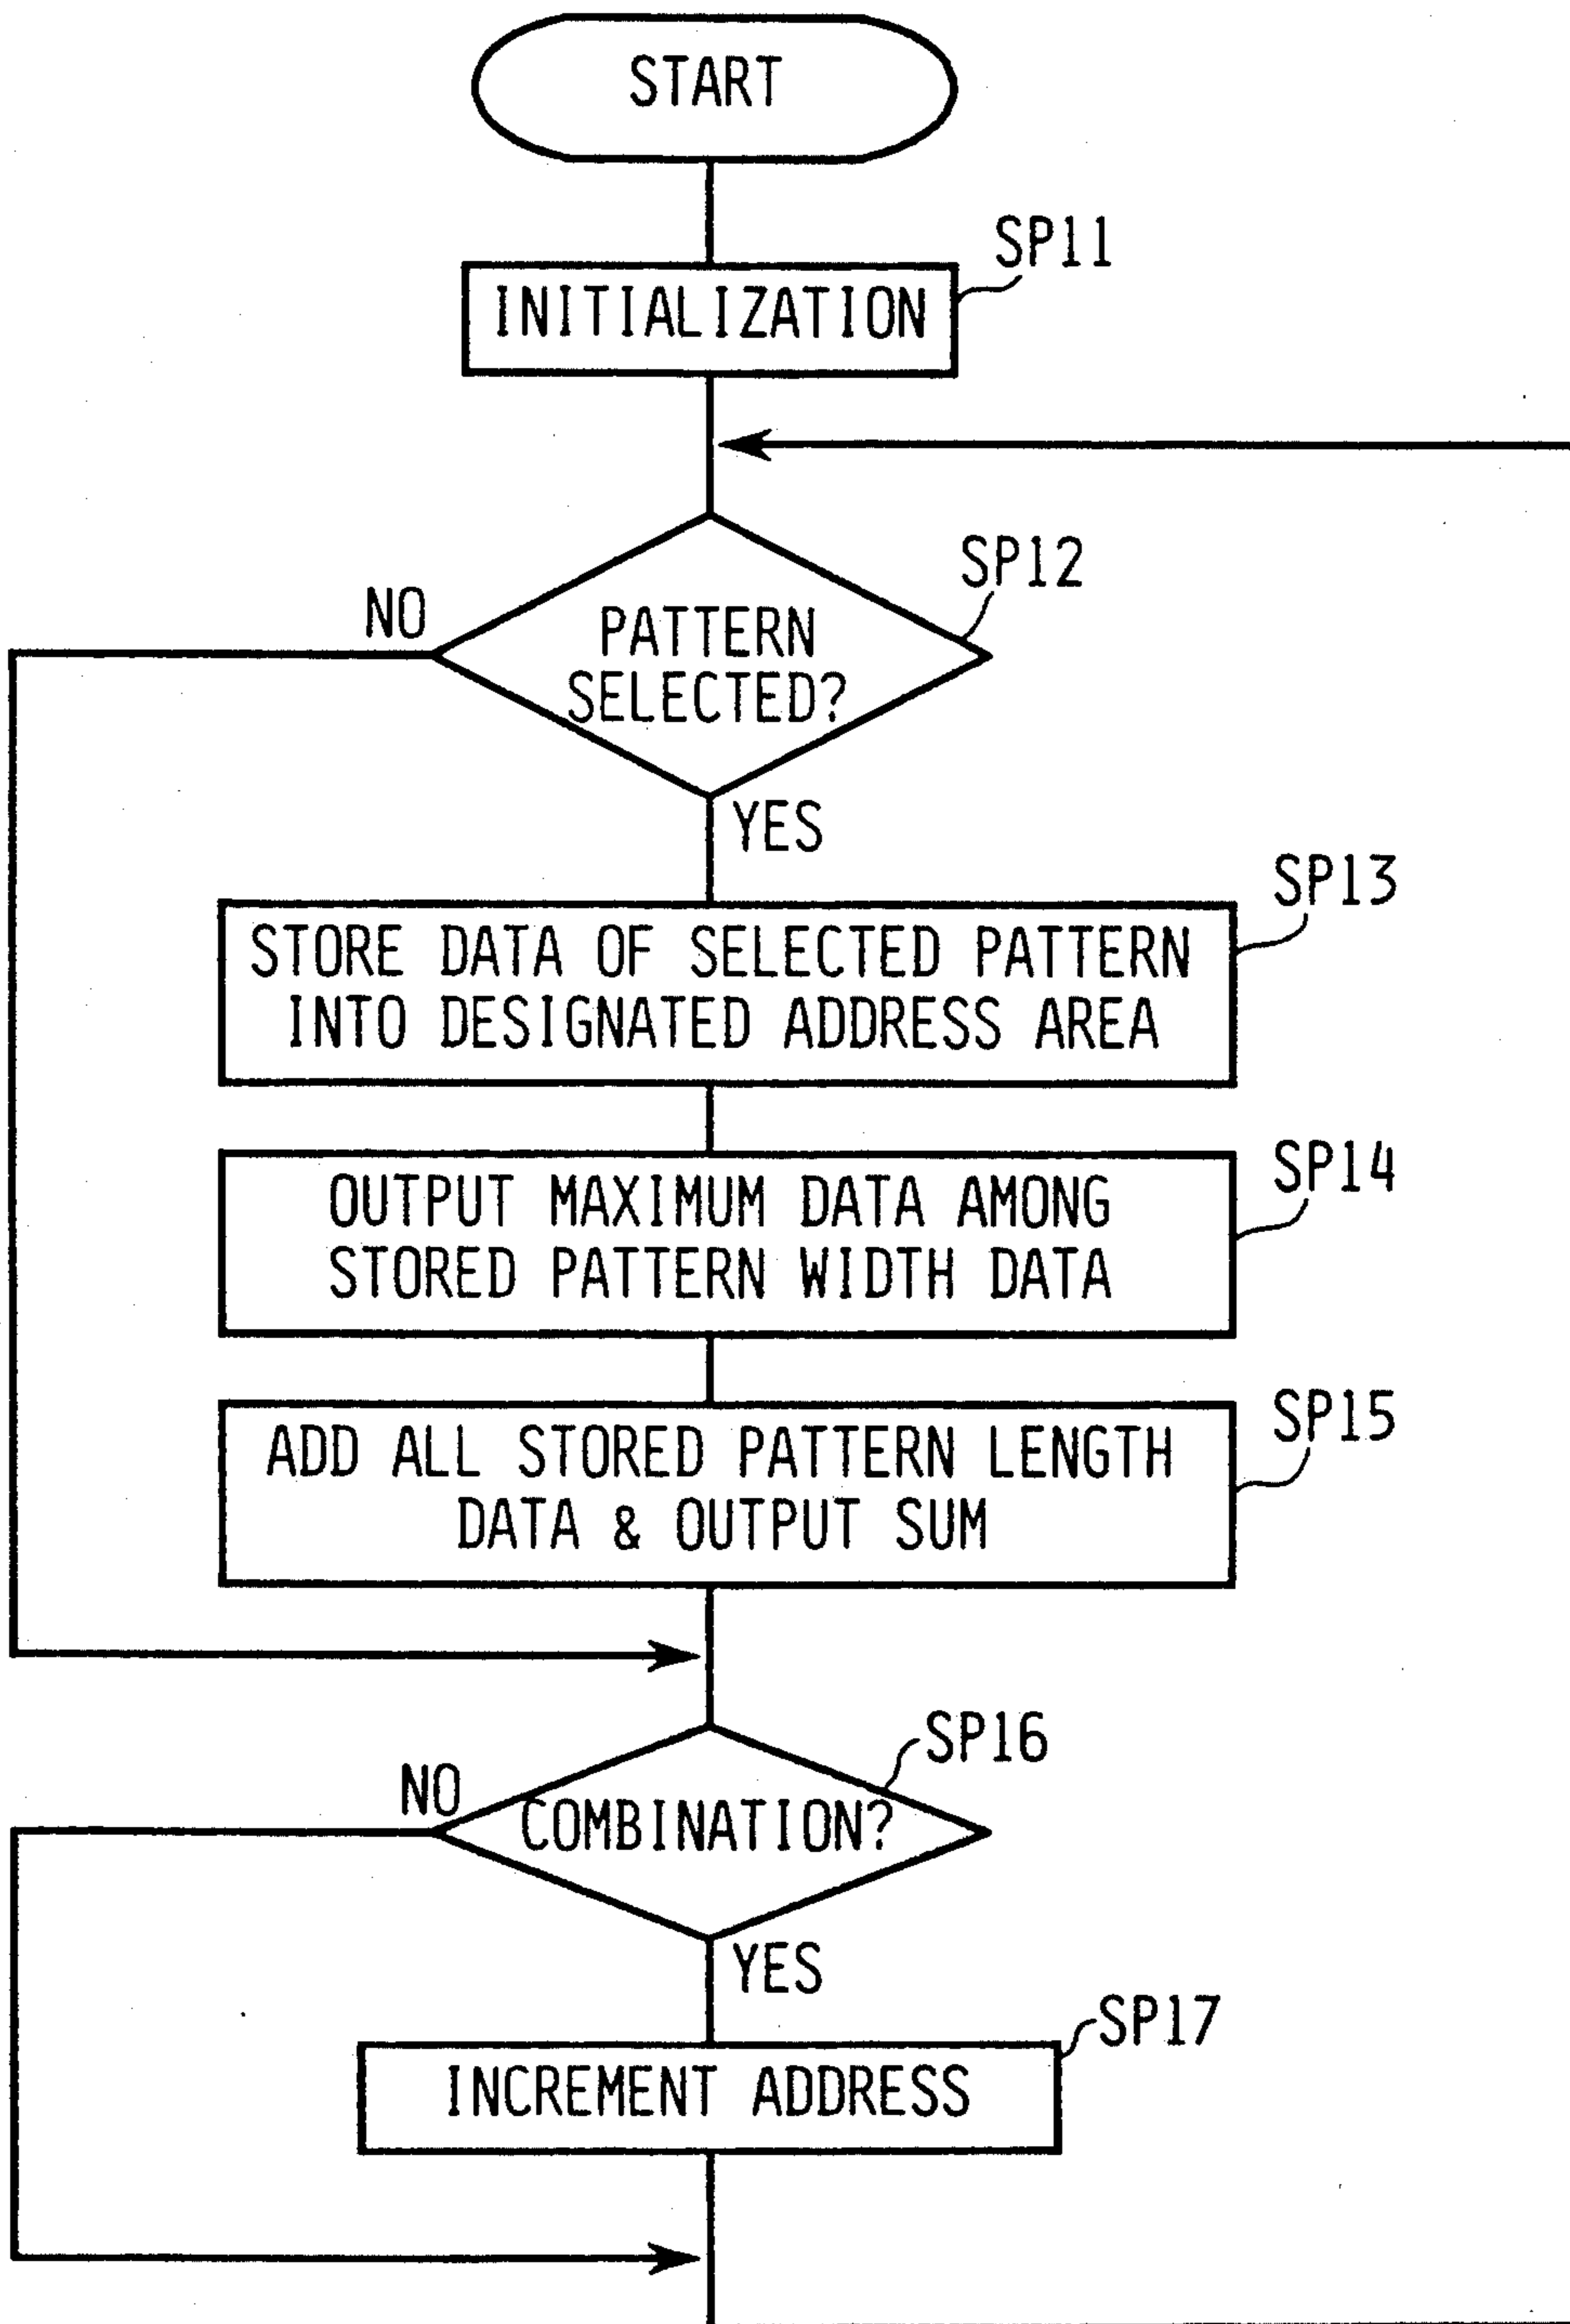 START
SP11
INITIALIZATION
SP12
NO
PATTERN
SELECTED?
YES
SP13
STORE DATA OF SELECTED PATTERN
INTO DESIGNATED ADDRESS AREA
SP14
OUTPUT MAXIMUM DATA AMONG
STORED PATTERN WIDTH DATA
SP15
ADD ALL STORED PATTERN LENGTH
DATA & OUTPUT SUM
SP16
NO
COMBINATION?
YES
SP17
INCREMENT ADDRESS